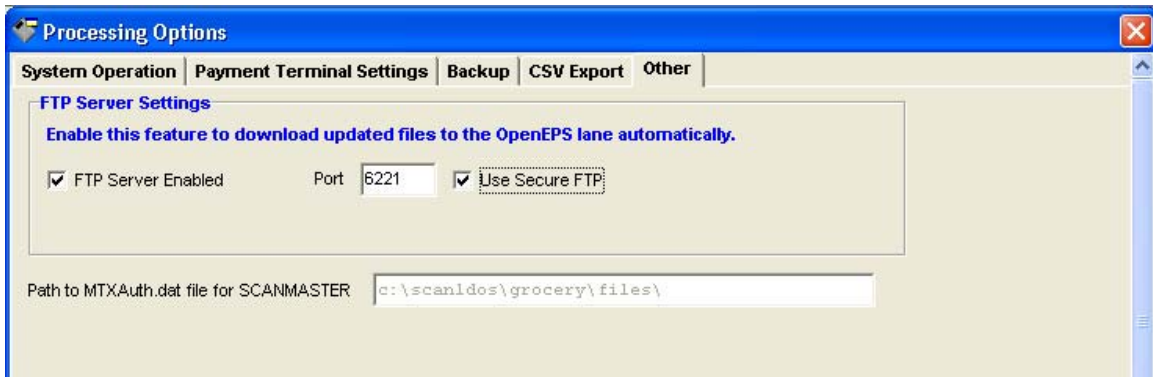 Processing Options
System Operation Payment Terminal Settings Backup CSV Export Other
FTP Server Settings
Enable this feature to download updated files to the OpenEPS lane automatically.
FTP Server Enabled Port 6221 Use Secure FTP
Path to MTXAuth.dat file for SCANMASTER c:\scanldos\grocery\files\